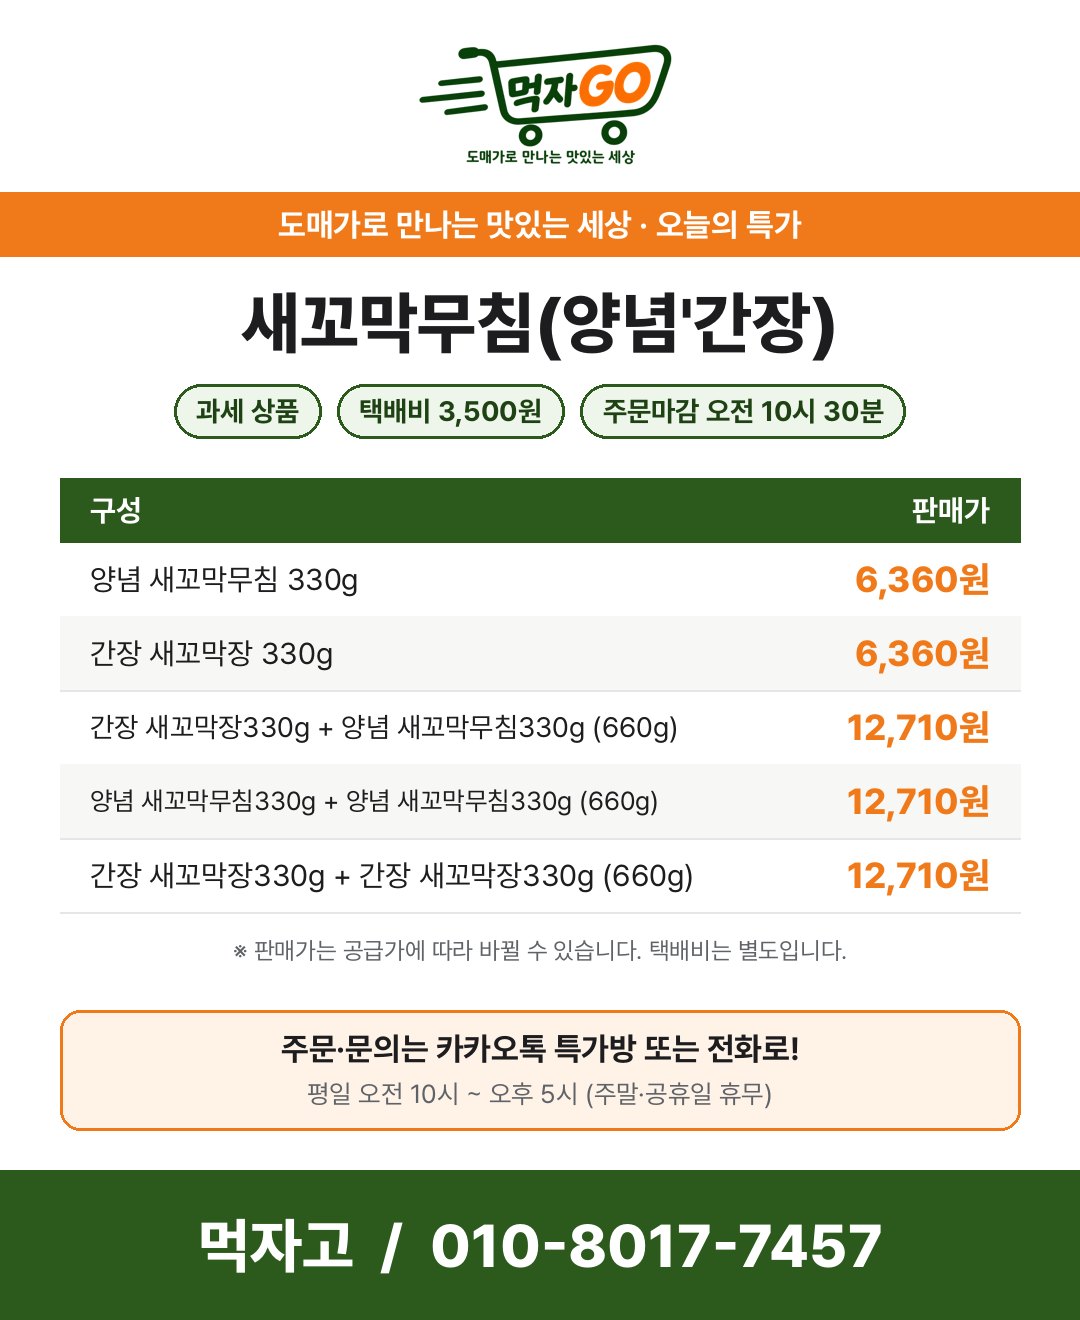 먹자GO
도매가로 만나는 맛있는 세상
도매가로 만나는 맛있는 세상 · 오늘의 특가
새꼬막무침(양념'간장)
과세 상품 택배비 3,500원 주문마감 오전 10시 30분
구성 판매가
양념 새꼬막무침 330g 6,360원
간장 새꼬막장 330g 6,360원
간장 새꼬막장330g + 양념 새꼬막무침330g (660g) 12,710원
양념 새꼬막무침330g + 양념 새꼬막무침330g (660g) 12,710원
간장 새꼬막장330g + 간장 새꼬막장330g (660g) 12,710원
※ 판매가는 공급가에 따라 바뀔 수 있습니다. 택배비는 별도입니다.
주문·문의는 카카오톡 특가방 또는 전화로!
평일 오전 10시 ~ 오후 5시 (주말·공휴일 휴무)
먹자고 / 010-8017-7457